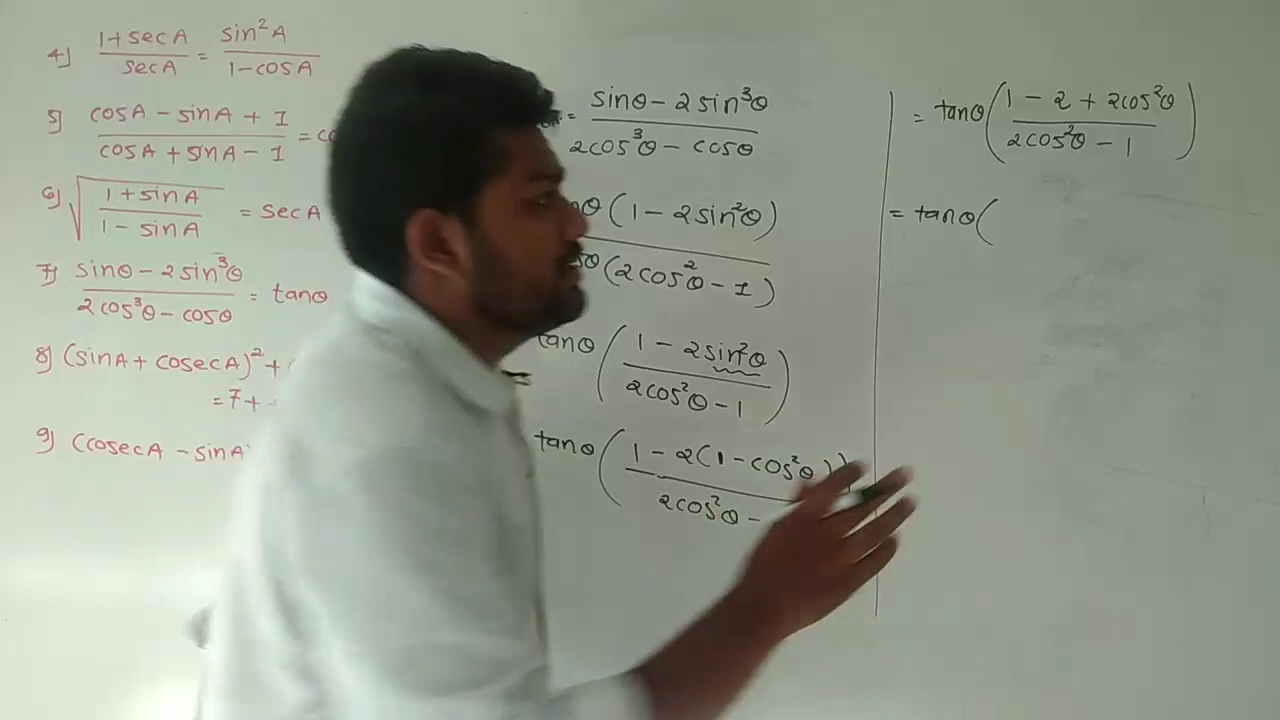 4) (1+secA)/secA = sin²A/(1-cosA)
5) (cosA - sinA + 1)/(cosA + sinA - 1) =
6) √((1+sinA)/(1-sinA)) = secA
7) (sinθ - 2sin³θ)/(2cos³θ - cosθ) = tanθ
8) (sinA + cosecA)² +
= 7 +
9) (cosecA - sinA
= (sinθ - 2sin³θ)/(2cos³θ - cosθ)
θ(1 - 2sin²θ)/θ(2cos²θ - 1)
= tanθ((1 - 2sin²θ)/(2cos²θ - 1))
tanθ((1 - 2(1 - cos²θ))/(2cos²θ -
= tanθ((1 - 2 + 2cos²θ)/(2cos²θ - 1))
= tanθ(